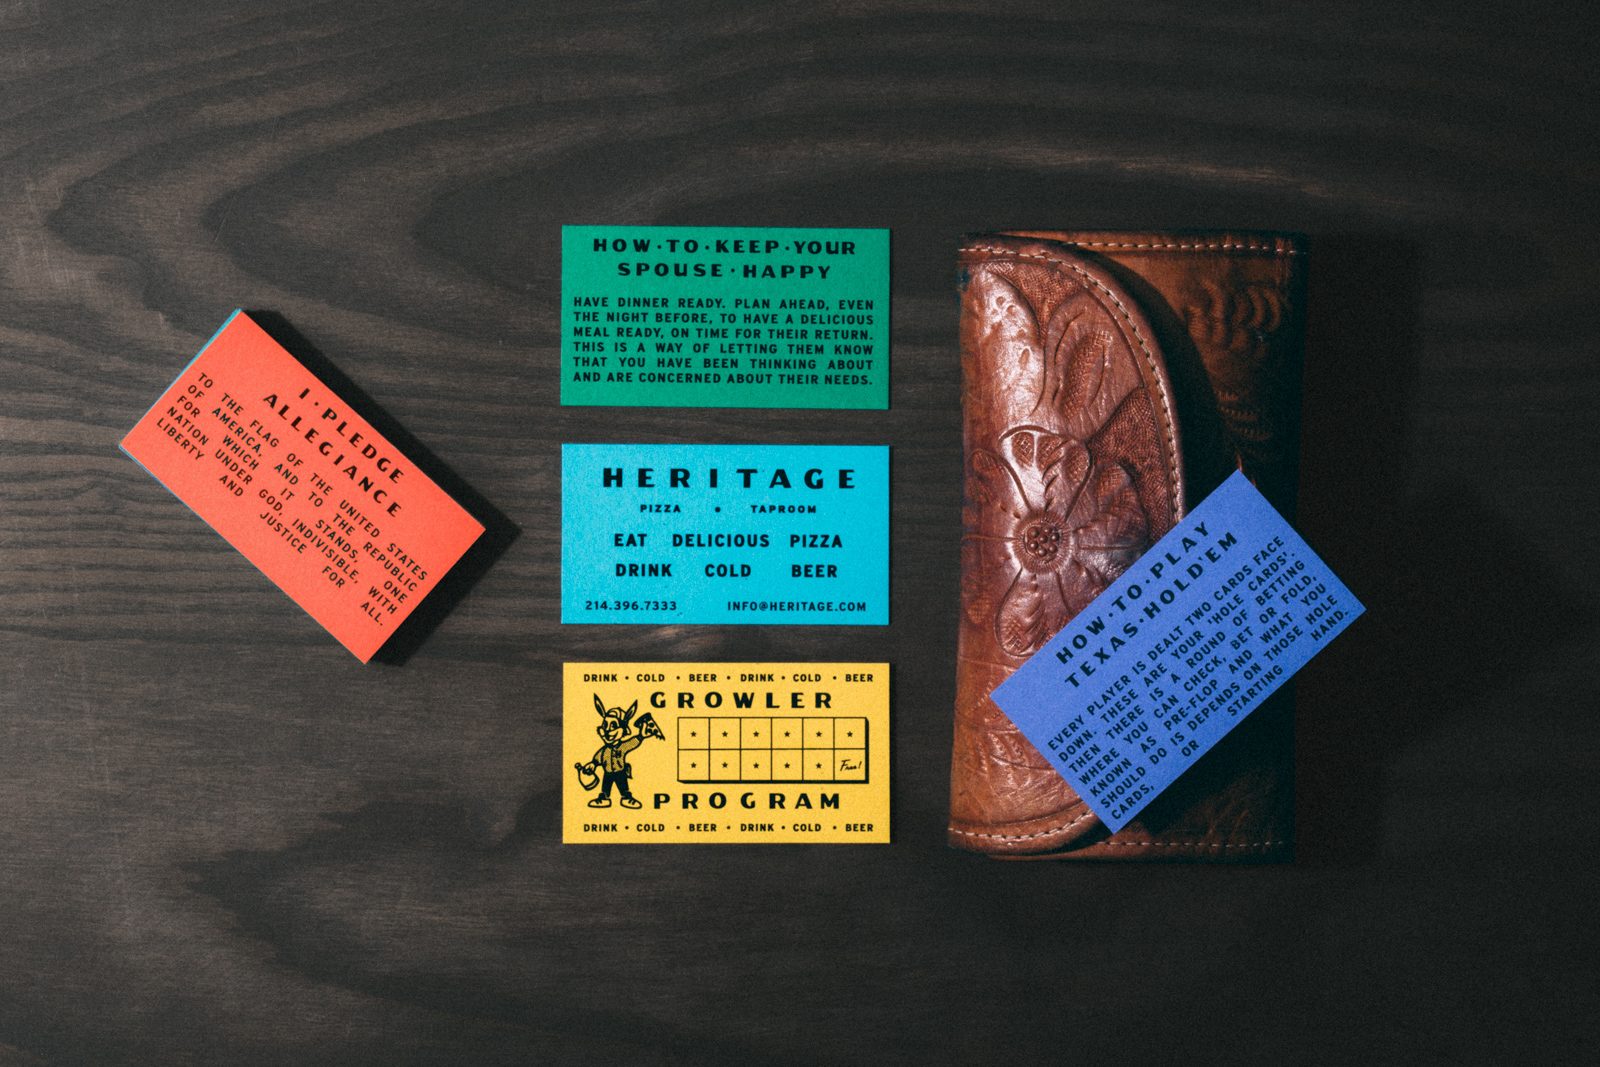 I·PLEDGE
ALLEGIANCE
TO THE FLAG OF THE UNITED STATES
OF AMERICA, AND TO THE REPUBLIC
FOR WHICH IT STANDS, ONE
NATION UNDER GOD, INDIVISIBLE, WITH
LIBERTY AND JUSTICE FOR ALL.
HOW·TO·KEEP·YOUR
SPOUSE·HAPPY
HAVE DINNER READY. PLAN AHEAD, EVEN
THE NIGHT BEFORE, TO HAVE A DELICIOUS
MEAL READY, ON TIME FOR THEIR RETURN.
THIS IS A WAY OF LETTING THEM KNOW
THAT YOU HAVE BEEN THINKING ABOUT
AND ARE CONCERNED ABOUT THEIR NEEDS.
HERITAGE
PIZZA • TAPROOM
EAT DELICIOUS PIZZA
DRINK COLD BEER
214.396.7333 INFO@HERITAGE.COM
DRINK • COLD • BEER • DRINK • COLD • BEER
GROWLER
Free!
PROGRAM
DRINK • COLD • BEER • DRINK • COLD • BEER
HOW·TO·PLAY
TEXAS·HOLD'EM
EVERY PLAYER IS DEALT TWO CARDS FACE
DOWN. THESE ARE YOUR 'HOLE CARDS'.
THEN THERE IS A ROUND OF BETTING
WHERE YOU CAN CHECK, BET OR FOLD,
KNOWN AS PRE-FLOP AND WHAT YOU
SHOULD DO IS DEPENDS ON THOSE HOLE
CARDS, OR STARTING HAND.